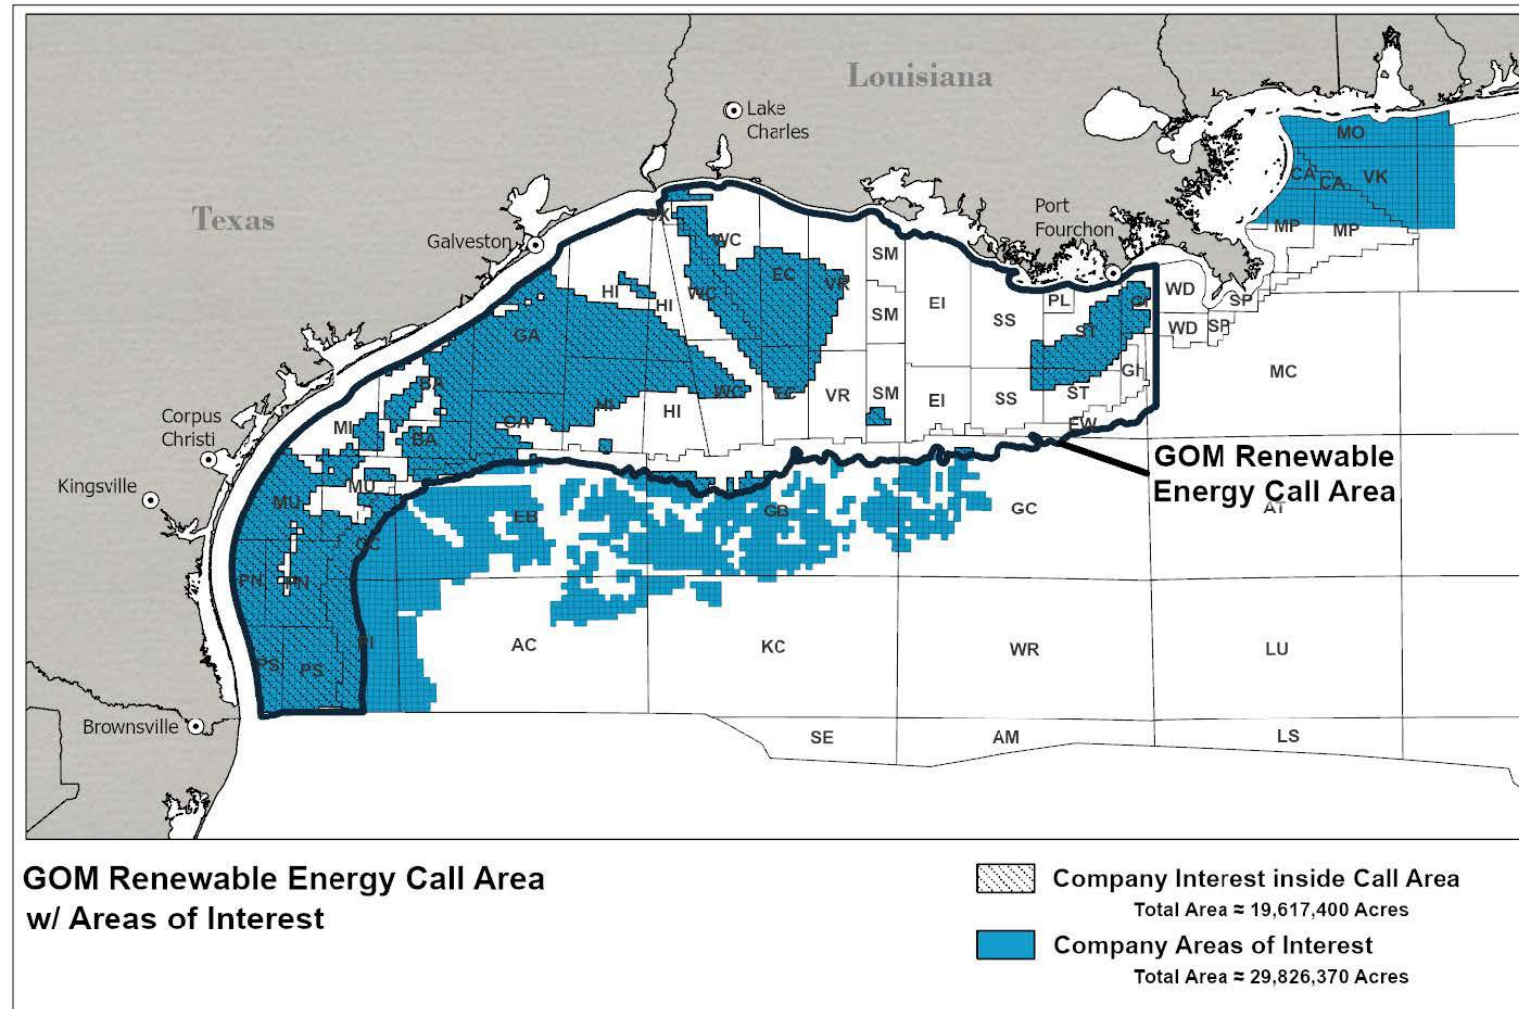 Louisiana
Lake
Charles
Texas
Galveston
Port
Fourchon
Corpus
Christi
Kingsville
Brownsville
MO
CA
CA
VK
MP
MP
SX
WC
SM
EC
VR
WC
HI
HI
EI
SM
SS
PL
GI
WD
SP
GA
ST
WD
SP
GI
MC
BA
HI
WC
EC
VR
SM
EI
SS
ST
EW
GA
HI
MI
BA
GOM Renewable
Energy Call Area
MU
MU
EB
GB
GC
AT
PN
PN
PS
PS
AC
KC
WR
LU
SE
AM
LS
GOM Renewable Energy Call Area
w/ Areas of Interest
Company Interest inside Call Area
Total Area ≈ 19,617,400 Acres
Company Areas of Interest
Total Area ≈ 29,826,370 Acres